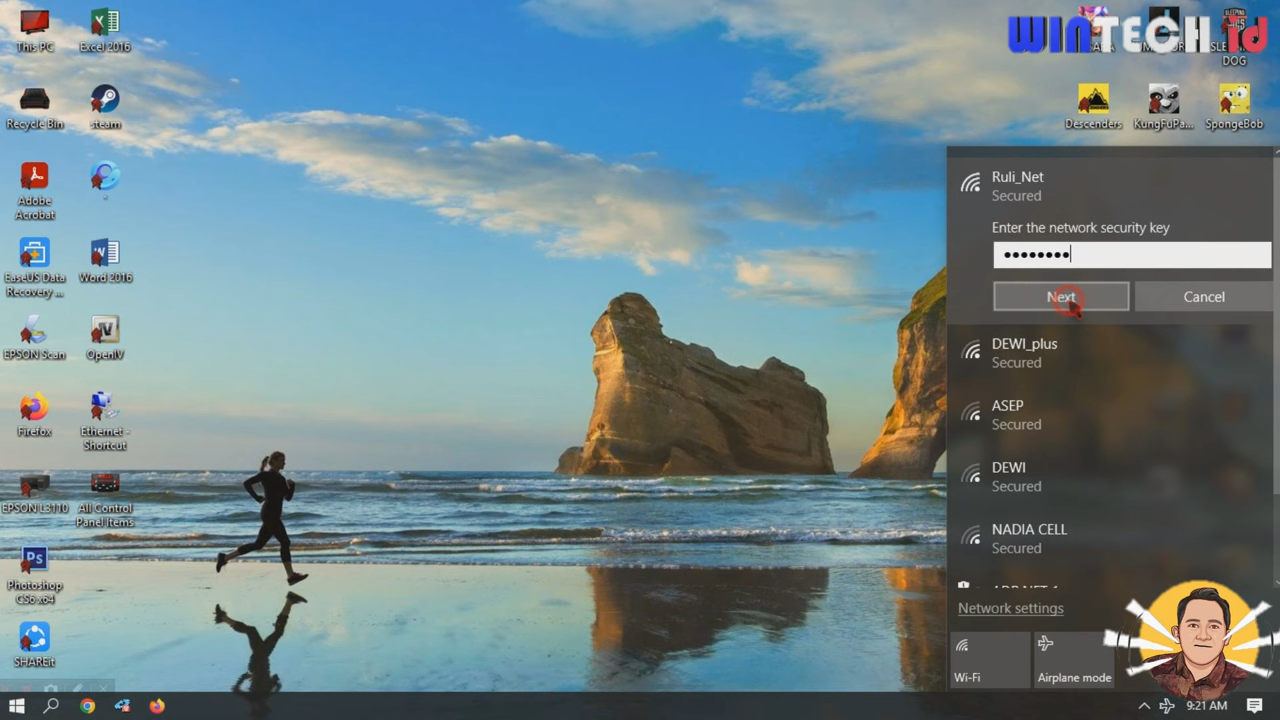 This PC
Excel 2016
WINTECH.id
DOG
Recycle Bin
steam
Descenders
KungFuPa...
SpongeBob
Adobe
Acrobat
EaseUS Data
Recovery ...
Word 2016
EPSON Scan
OpenIV
Firefox
Ethernet -
Shortcut
EPSON L3110
All Control
Panel Items
Ps
Photoshop
CS6 x64
SHAREit
Ruli_Net
Secured
Enter the network security key
Next
Cancel
DEWI_plus
Secured
ASEP
Secured
DEWI
Secured
NADIA CELL
Secured
Network settings
Wi-Fi
Airplane mode
9:21 AM